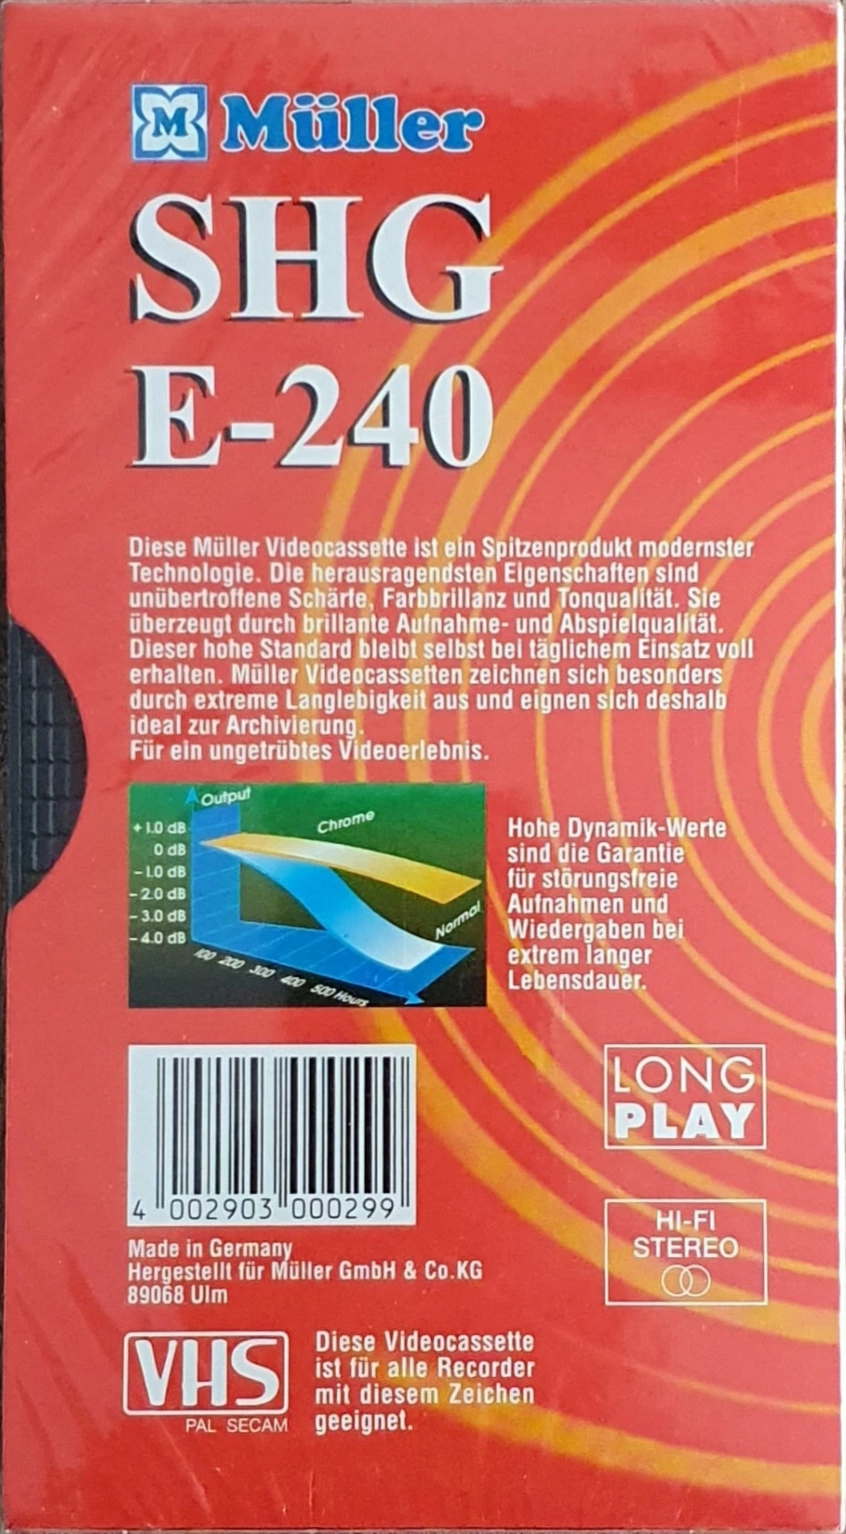 M Müller
SHG
E-240
Diese Müller Videocassette ist ein Spitzenprodukt modernster
Technologie. Die herausragendsten Eigenschaften sind
unübertroffene Schärfe, Farbbrillanz und Tonqualität. Sie
überzeugt durch brillante Aufnahme- und Abspielqualität.
Dieser hohe Standard bleibt selbst bei täglichem Einsatz voll
erhalten. Müller Videocassetten zeichnen sich besonders
durch extreme Langlebigkeit aus und eignen sich deshalb
ideal zur Archivierung.
Für ein ungetrübtes Videoerlebnis.
Output
Chrome
+ 1.0 dB
0 dB
- 1.0 dB
- 2.0 dB
- 3.0 dB
- 4.0 dB
Normal
100 200 300 400 500 Hours
Hohe Dynamik-Werte
sind die Garantie
für störungsfreie
Aufnahmen und
Wiedergaben bei
extrem langer
Lebensdauer.
LONG
PLAY
4 002903 000299
HI-FI
STEREO
Made in Germany
Hergestellt für Müller GmbH & Co.KG
89068 Ulm
VHS
PAL SECAM
Diese Videocassette
ist für alle Recorder
mit diesem Zeichen
geeignet.